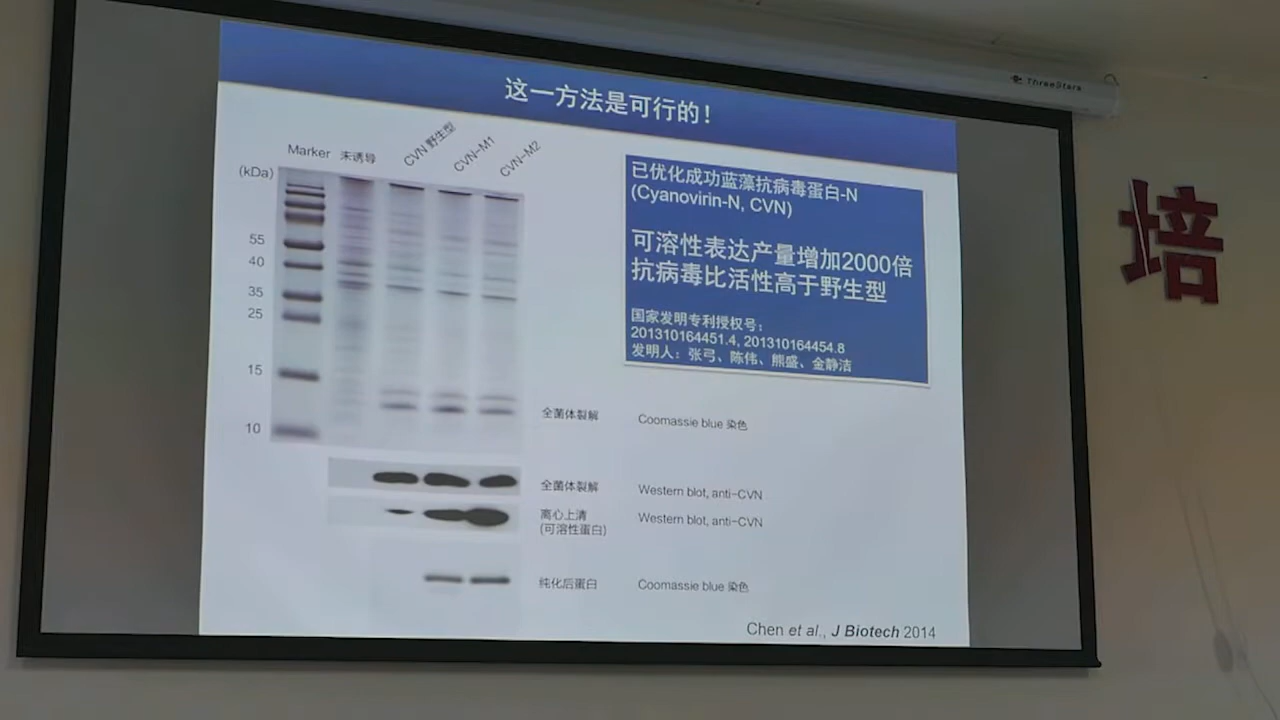 ThreeStars
这一方法是可行的!
Marker 未诱导 CVN 野生型 CVN-M1 CVN-M2
(kDa)
55
40
35
25
15
10
已优化成功蓝藻抗病毒蛋白-N
(Cyanovirin-N, CVN)
可溶性表达产量增加2000倍
抗病毒比活性高于野生型
国家发明专利授权号:
201310164451.4, 201310164454.8
发明人: 张弓、陈伟、熊盛、金静洁
全菌体裂解 Coomassie blue 染色
全菌体裂解 Western blot, anti-CVN
离心上清 Western blot, anti-CVN
(可溶性蛋白)
纯化后蛋白 Coomassie blue 染色
Chen et al., J Biotech 2014
培